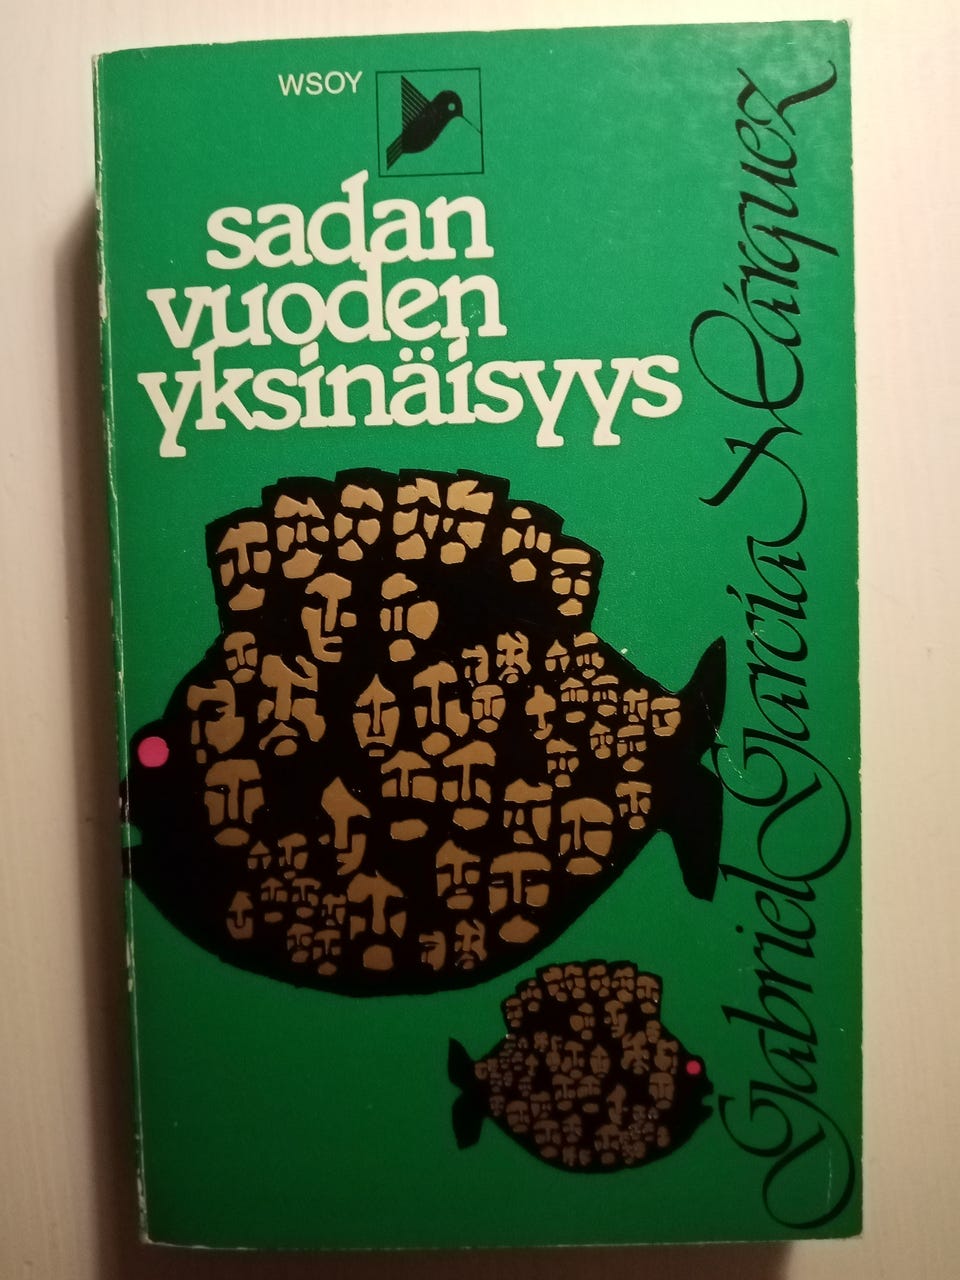 WSOY
sadan
vuoden
yksinäisyys
Gabriel García Márquez